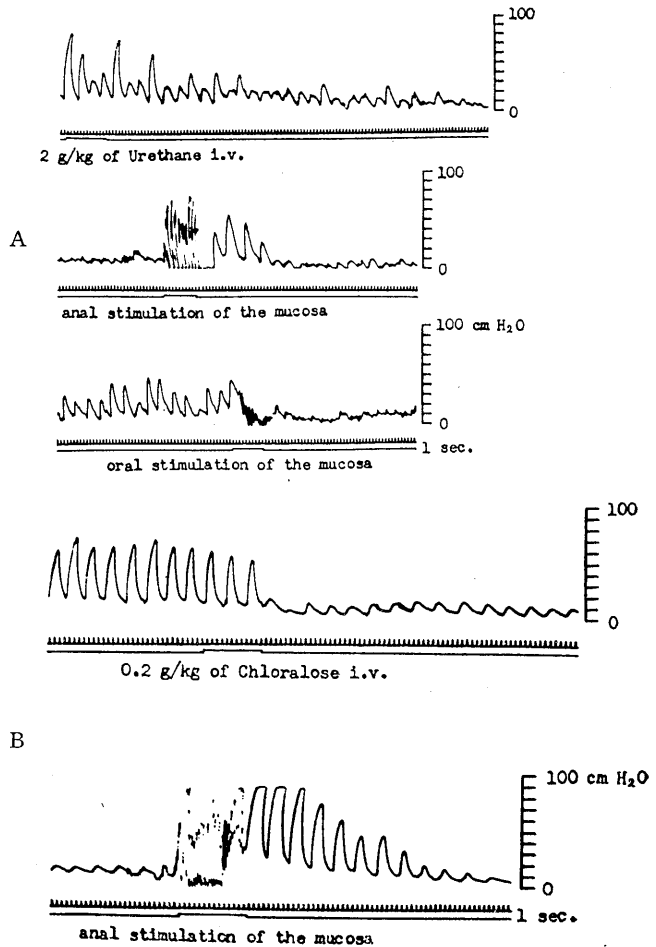 100
0
2 g/kg of Urethane i.v.
A
100
0
anal stimulation of the mucosa
100 cm H₂O
0
1 sec.
oral stimulation of the mucosa
100
0
0.2 g/kg of Chloralose i.v.
B
100 cm H₂O
0
1 sec.
anal stimulation of the mucosa